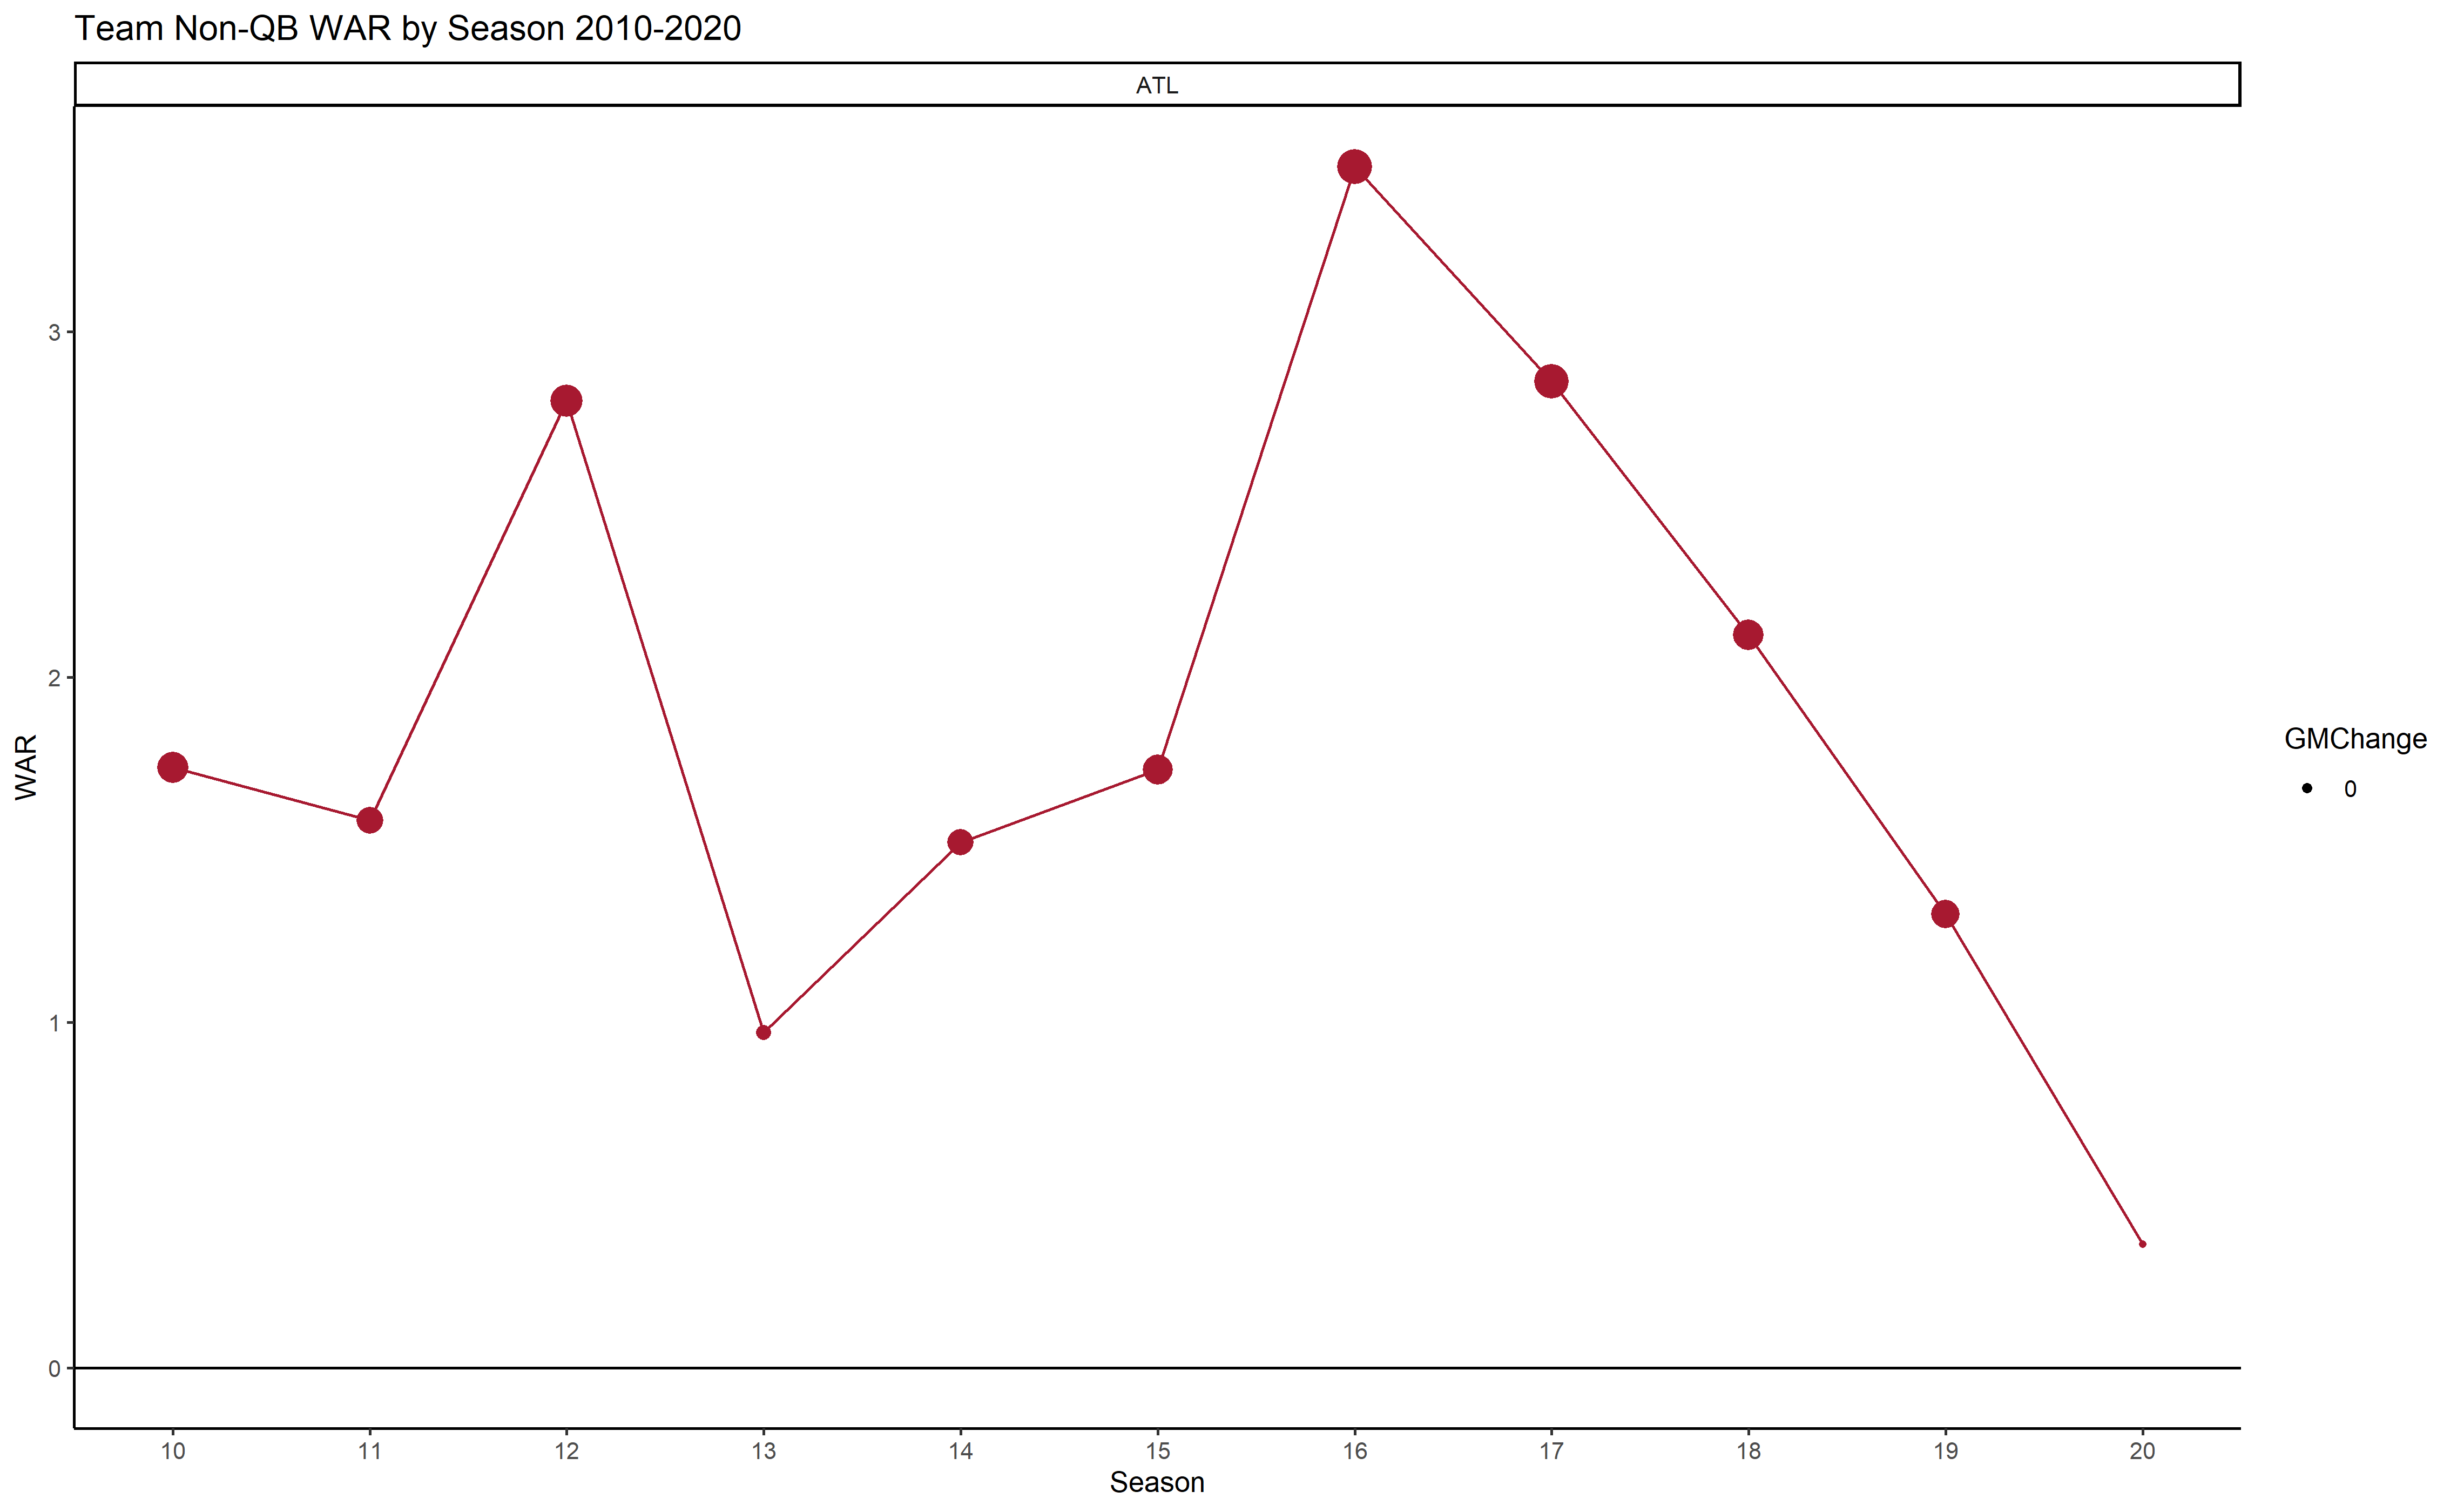 Team Non-QB WAR by Season 2010-2020
ATL
3
2
1
0
WAR
10 11 12 13 14 15 16 17 18 19 20
Season
GMChange
0